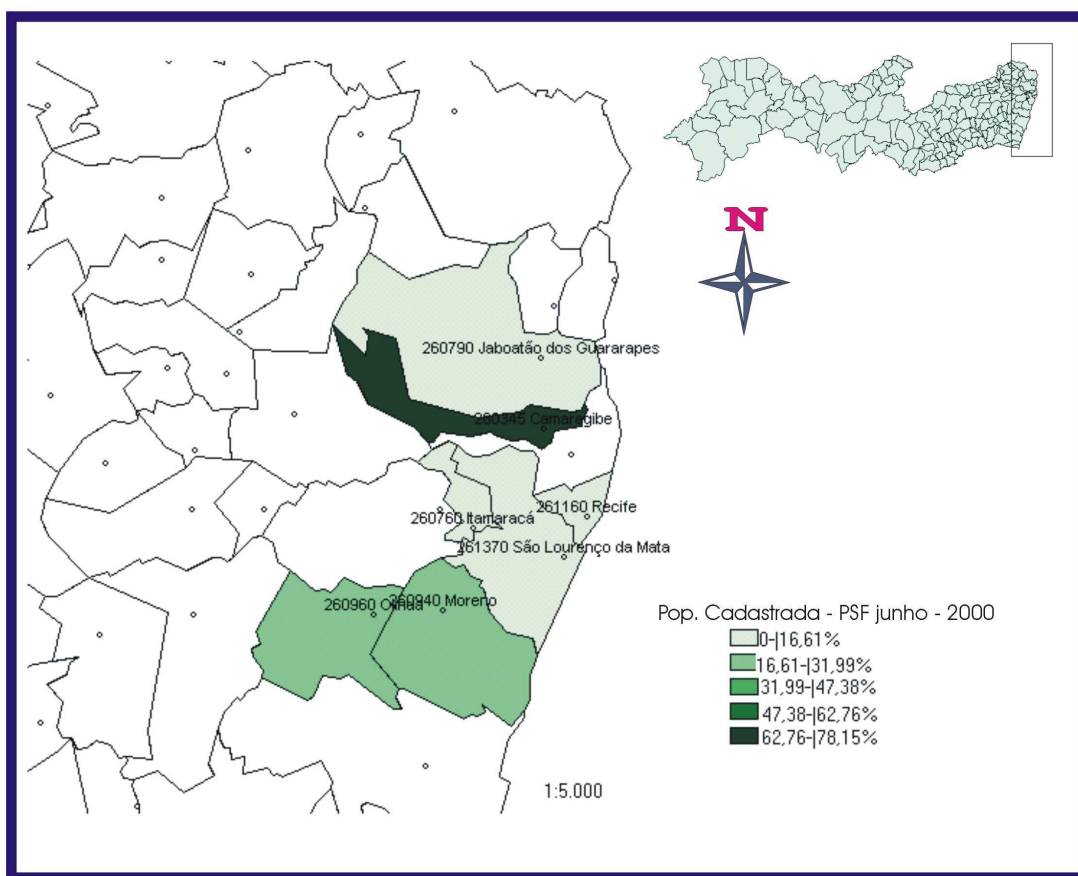 N
260790 Jaboatão dos Guararapes
260345 Camaragibe
261160 Recife
260760 Itamaracá
261370 São Lourenço da Mata
260960 Olinda
260940 Moreno
Pop. Cadastrada - PSF junho - 2000
0-|16,61%
16,61-|31,99%
31,99-|47,38%
47,38-|62,76%
62,76-|78,15%
1:5.000